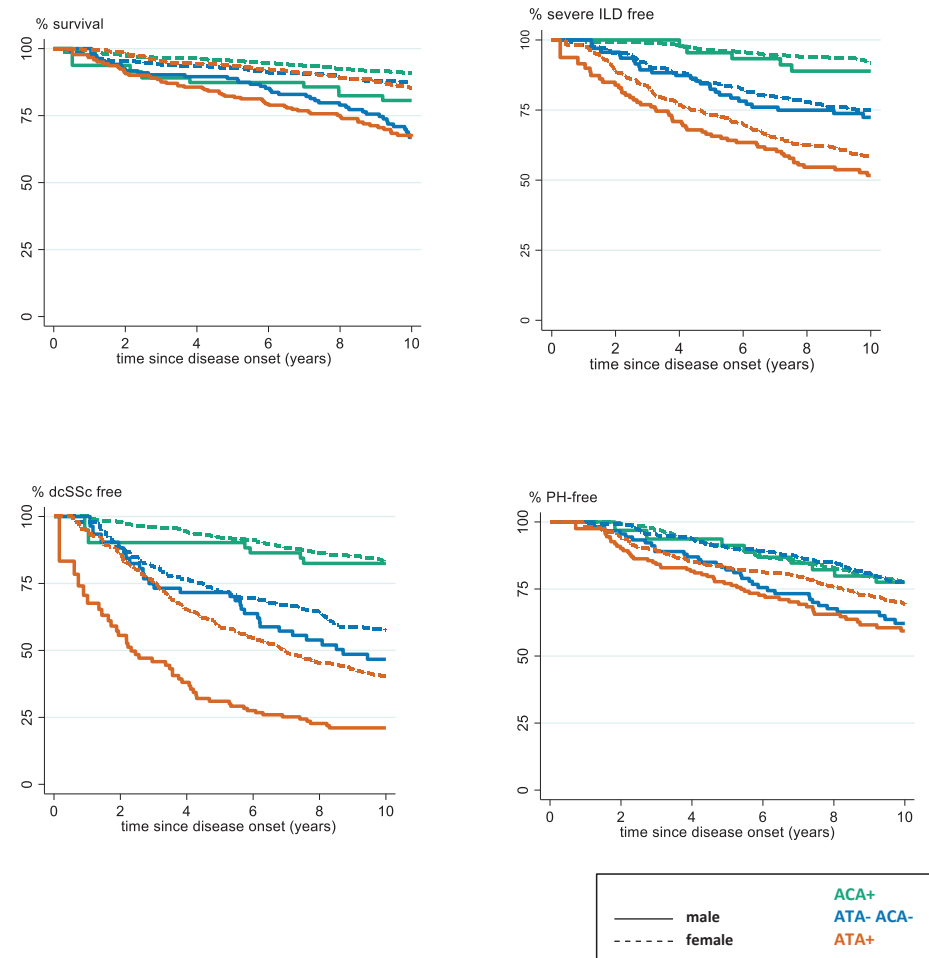 % survival
100
75
50
25
0
0 2 4 6 8 10
time since disease onset (years)
% severe ILD free
100
75
50
25
0
0 2 4 6 8 10
time since disease onset (years)
% dcSSc free
100
75
50
25
0
0 2 4 6 8 10
time since disease onset (years)
% PH-free
100
75
50
25
0
0 2 4 6 8 10
time since disease onset (years)
ACA+
male ATA- ACA-
female ATA+